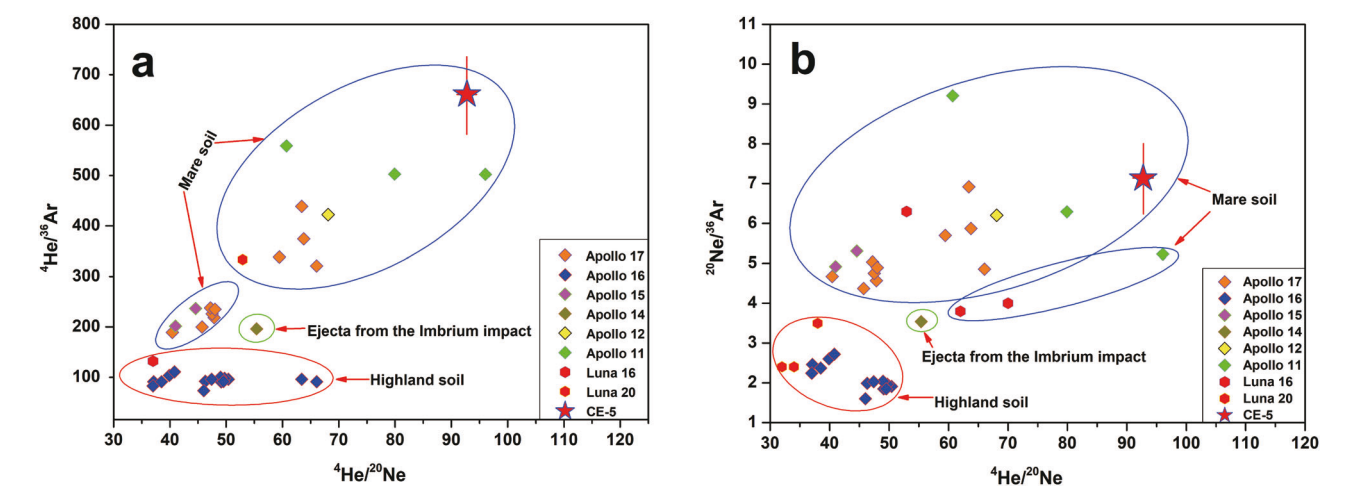 a
800
700
600
500
400
300
200
100
⁴He/³⁶Ar
30 40 50 60 70 80 90 100 110 120
⁴He/²⁰Ne
Mare soil
Ejecta from the Imbrium impact
Highland soil
Apollo 17
Apollo 16
Apollo 15
Apollo 14
Apollo 12
Apollo 11
Luna 16
Luna 20
CE-5
b
11
10
9
8
7
6
5
4
3
2
1
²⁰Ne/³⁶Ar
30 40 50 60 70 80 90 100 110 120
⁴He/²⁰Ne
Mare soil
Ejecta from the Imbrium impact
Highland soil
Apollo 17
Apollo 16
Apollo 15
Apollo 14
Apollo 12
Apollo 11
Luna 16
Luna 20
CE-5